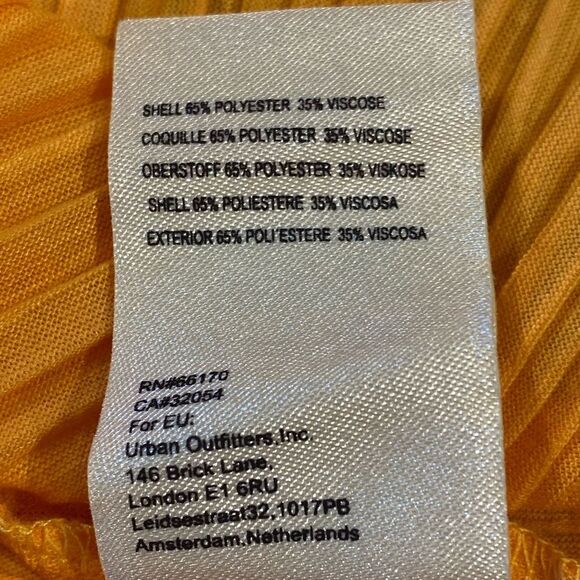 SHELL 65% POLYESTER 35% VISCOSE
COQUILLE 65% POLYESTER 35% VISCOSE
OBERSTOFF 65% POLYESTER 35% VISKOSE
SHELL 65% POLIESTERE 35% VISCOSA
EXTERIOR 65% POLI'ESTERE 35% VISCOSA
RN#66170
CA#32054
For EU:
Urban Outfitters,Inc.
146 Brick Lane,
London E1 6RU
Leidsestraat32,1017PB
Amsterdam,Netherlands